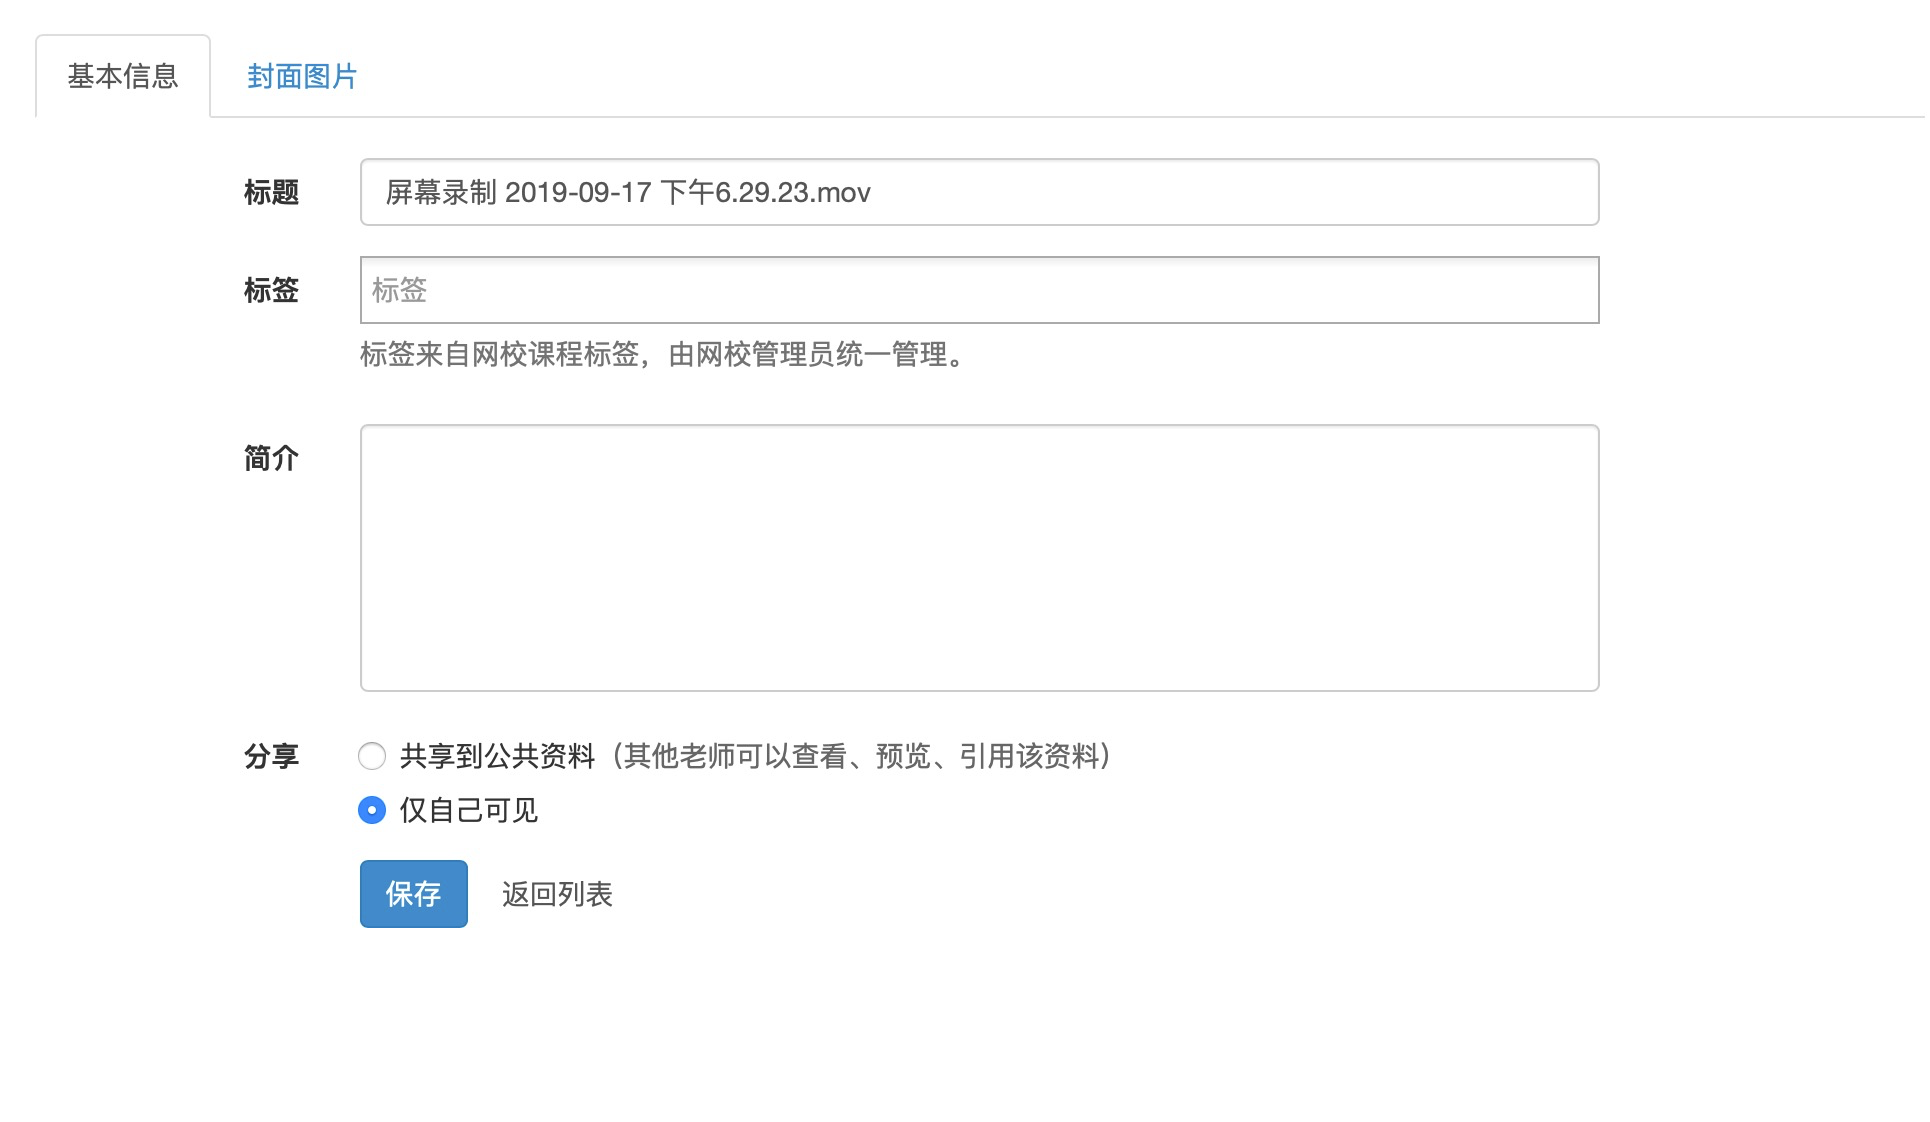 基本信息 封面图片
标题 屏幕录制 2019-09-17 下午6.29.23.mov
标签 标签
标签来自网校课程标签，由网校管理员统一管理。
简介
分享 共享到公共资料（其他老师可以查看、预览、引用该资料）
仅自己可见
保存 返回列表